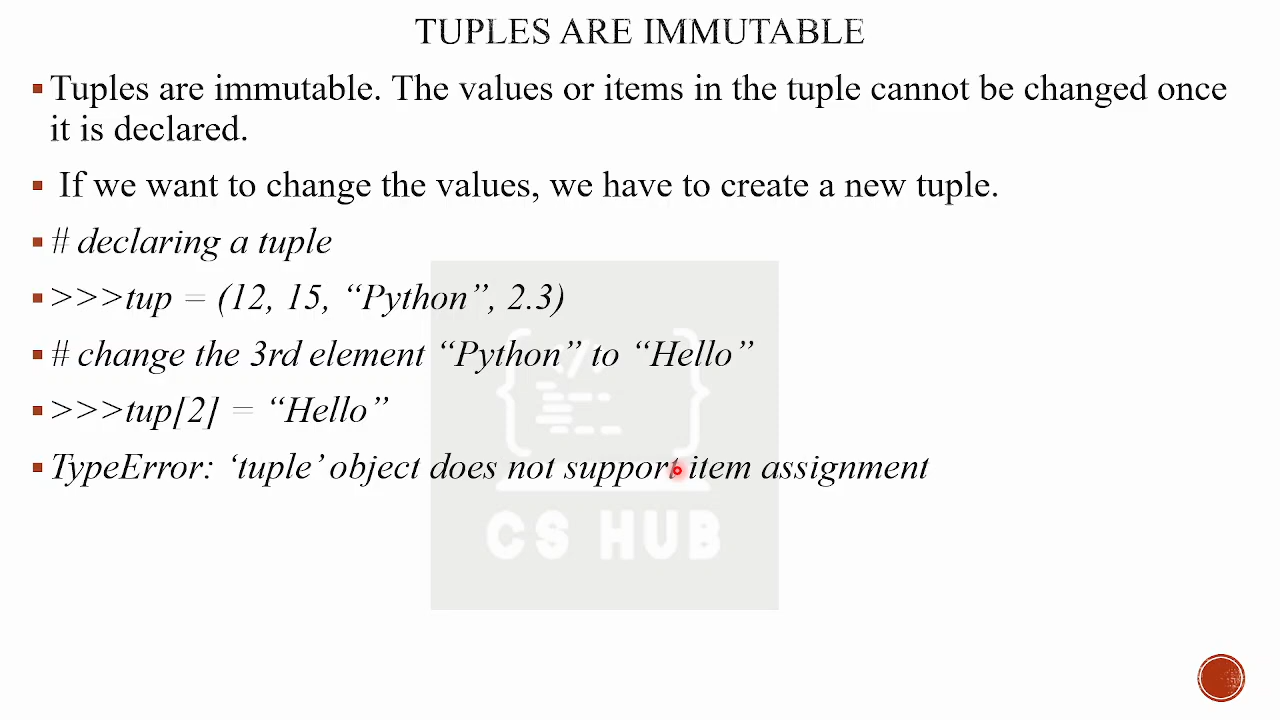 TUPLES ARE IMMUTABLE
▪Tuples are immutable. The values or items in the tuple cannot be changed once
it is declared.
▪ If we want to change the values, we have to create a new tuple.
▪# declaring a tuple
▪>>>tup = (12, 15, “Python”, 2.3)
▪# change the 3rd element “Python” to “Hello”
▪>>>tup[2] = “Hello”
▪TypeError: ‘tuple’ object does not support item assignment
{</>}
CS HUB